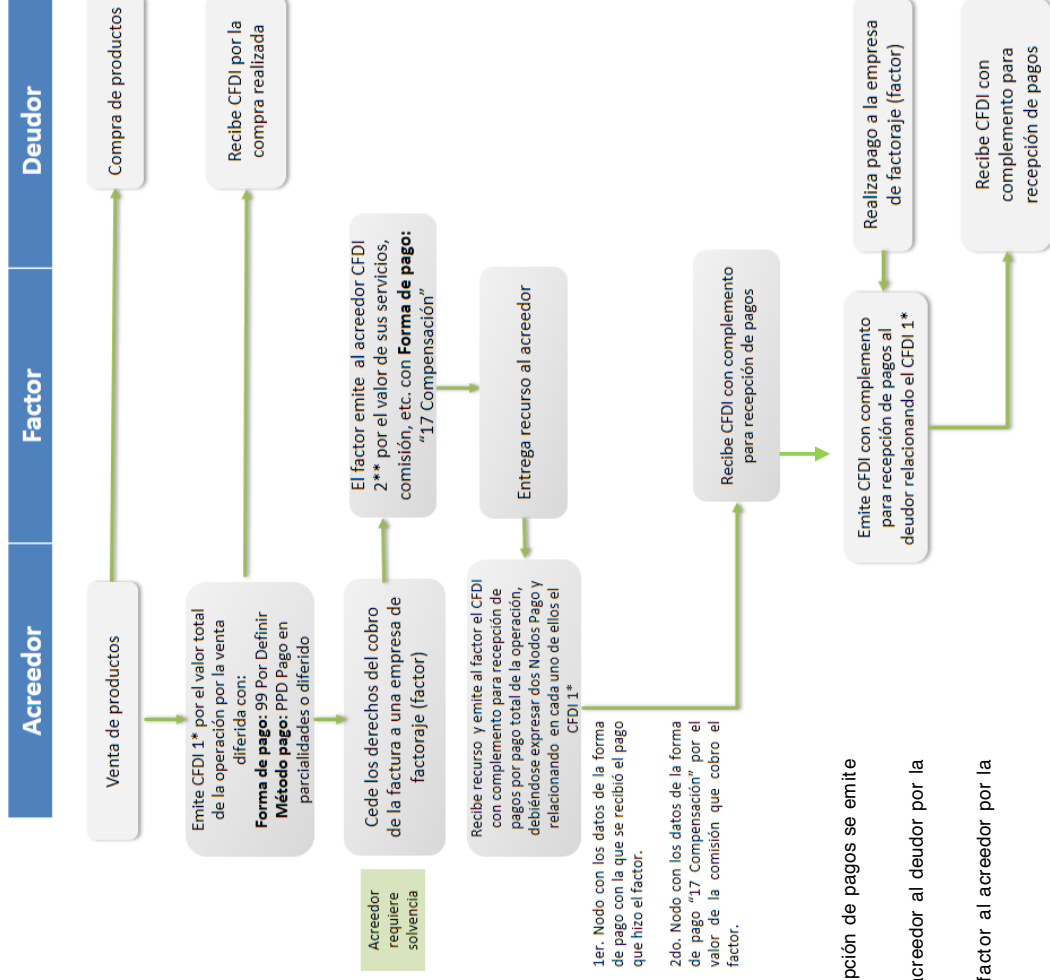 Acreedor
Factor
Deudor
Venta de productos
Compra de productos
Emite CFDI 1* por el valor total
de la operación por la venta
diferida con:
Forma de pago: 99 Por Definir
Método pago: PPD Pago en
parcialidades o diferido
Recibe CFDI por la
compra realizada
Acreedor
requiere
solvencia
Cede los derechos del cobro
de la factura a una empresa de
factoraje (factor)
El factor emite al acreedor CFDI
2** por el valor de sus servicios,
comisión, etc. con Forma de pago:
"17 Compensación"
Entrega recurso al acreedor
Recibe recurso y emite al factor el CFDI
con complemento para recepción de
pagos por pago total de la operación,
debiéndose expresar dos Nodos Pago y
relacionando en cada uno de ellos el
CFDI 1*
1er. Nodo con los datos de la forma
de pago con la que se recibió el pago
que hizo el factor.
2do. Nodo con los datos de la forma
de pago "17 Compensación" por el
valor de la comisión que cobro el
factor.
Recibe CFDI con complemento
para recepción de pagos
Realiza pago a la empresa
de factoraje (factor)
Emite CFDI con complemento
para recepción de pagos al
deudor relacionando el CFDI 1*
Recibe CFDI con
complemento para
recepción de pagos
pción de pagos se emite
acreedor al deudor por la
factor al acreedor por la